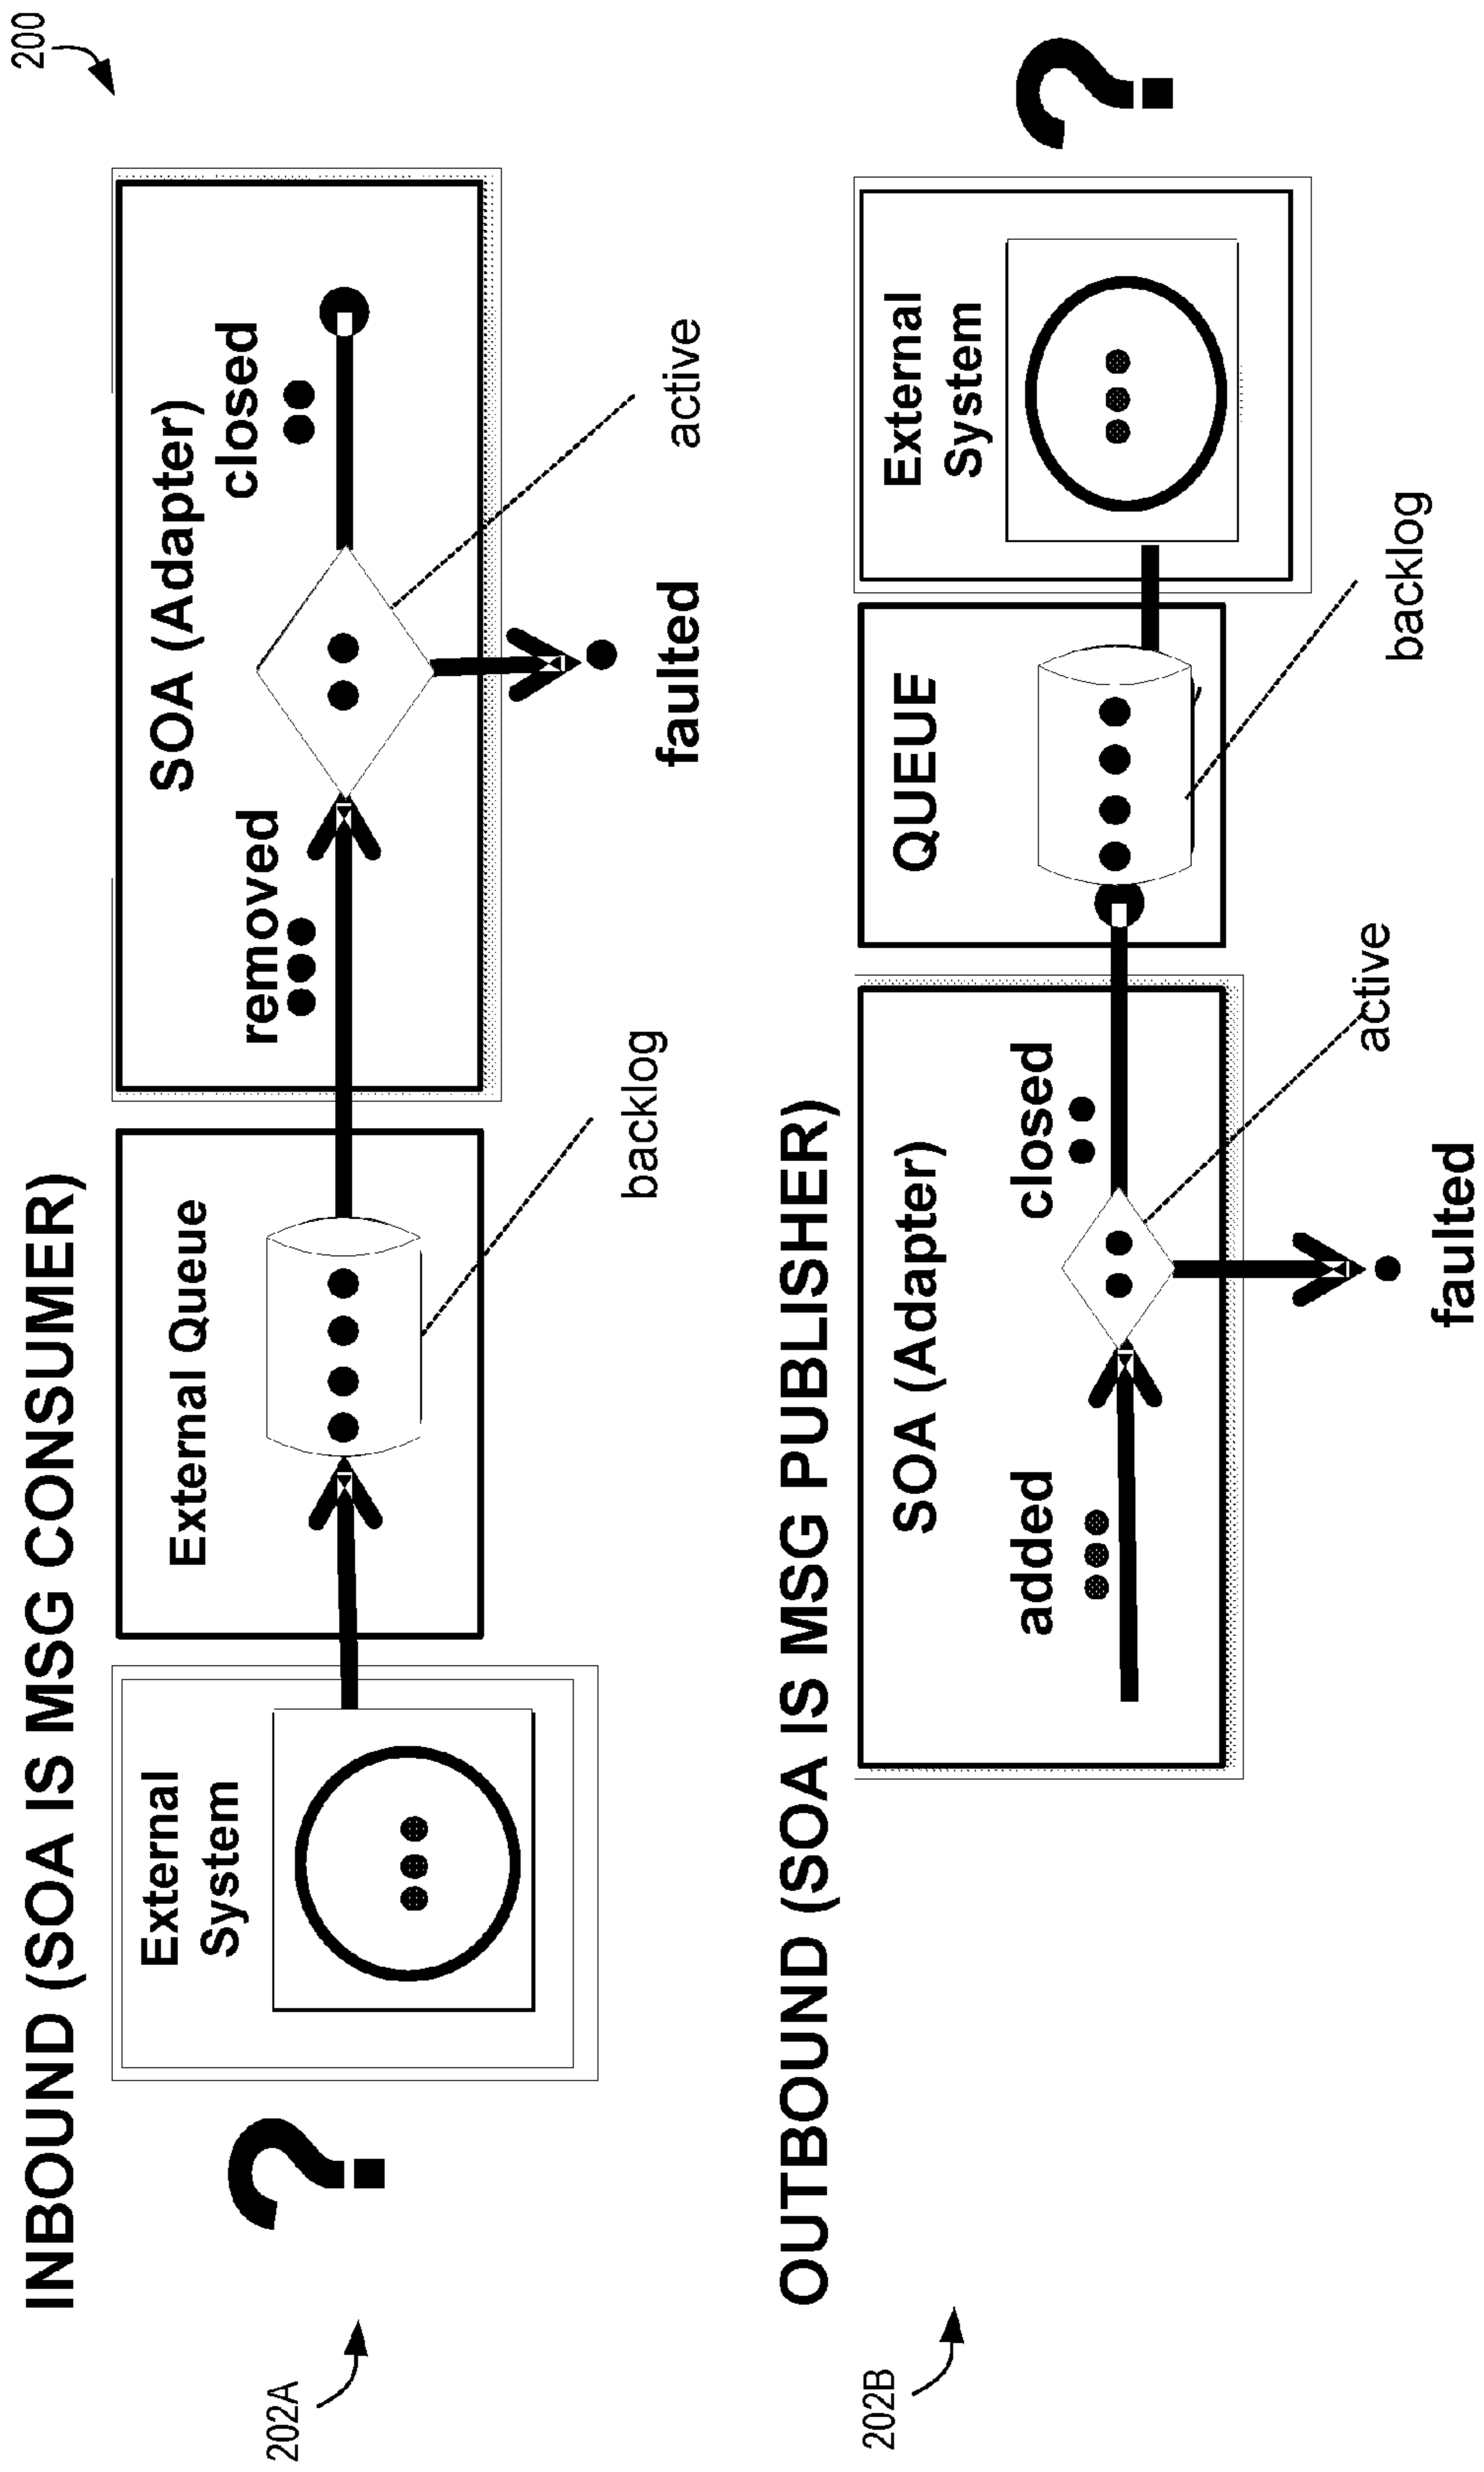 200
INBOUND (SOA IS MSG CONSUMER)
202A
?
External
System
External Queue
backlog
SOA (Adapter)
removed
closed
active
faulted
OUTBOUND (SOA IS MSG PUBLISHER)
202B
SOA (Adapter)
added
closed
active
faulted
QUEUE
backlog
External
System
?